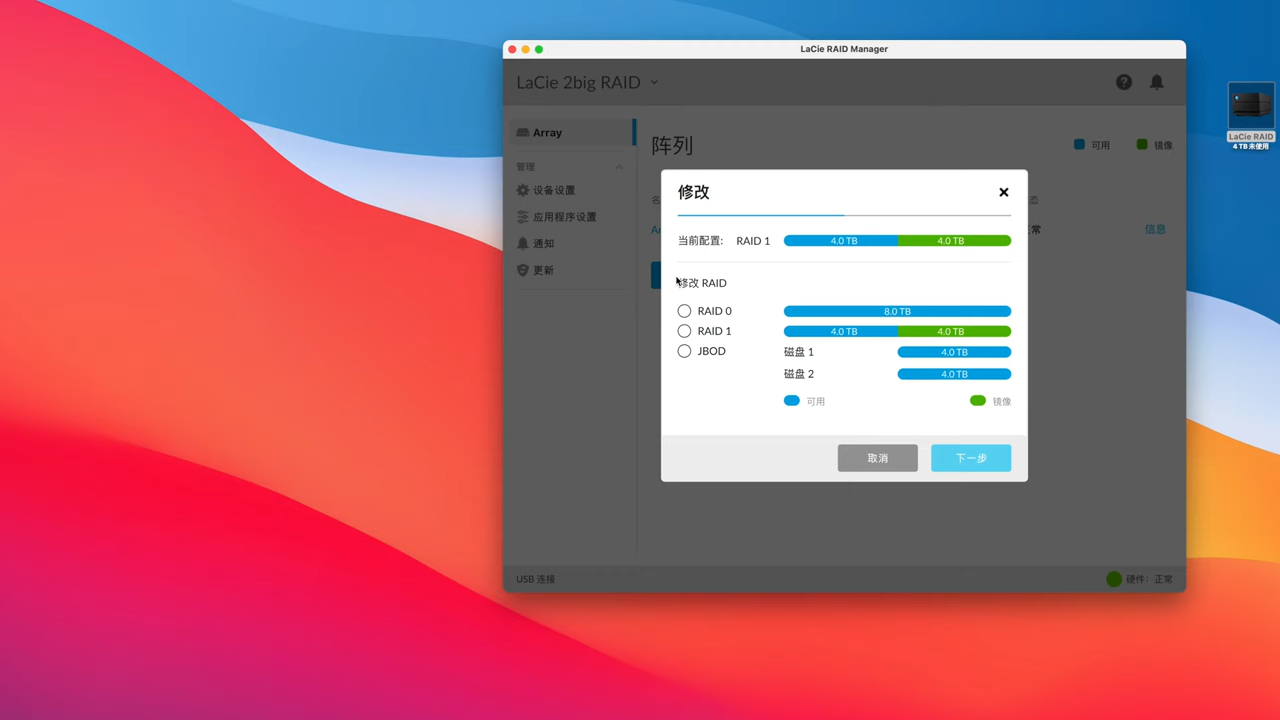 LaCie RAID Manager
LaCie 2big RAID
Array
管理
设备设置
应用程序设置
通知
更新
阵列
可用 镜像
正常
信息
修改
当前配置: RAID 1 4.0 TB 4.0 TB
修改 RAID
RAID 0 8.0 TB
RAID 1 4.0 TB 4.0 TB
JBOD 磁盘 1 4.0 TB
磁盘 2 4.0 TB
可用 镜像
取消 下一步
USB 连接
硬件: 正常
LaCie RAID
4 TB 未使用